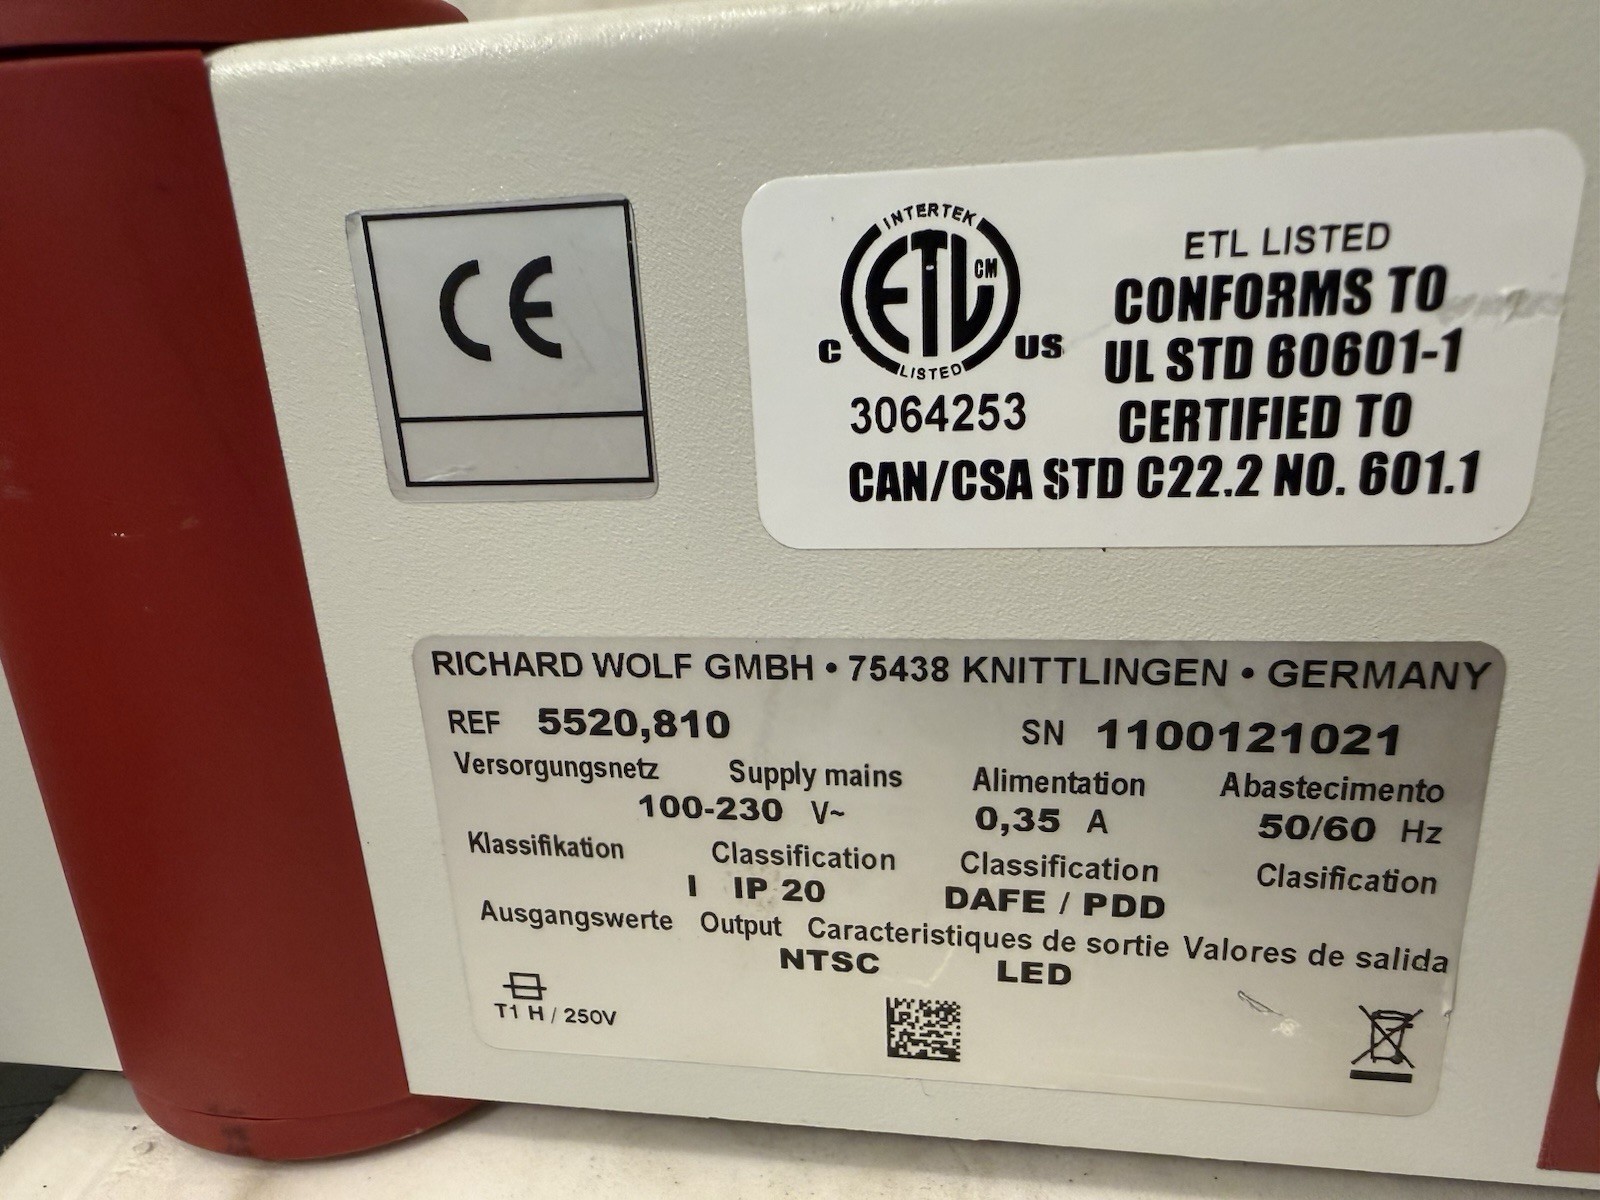 CE
INTERTEK
ETL CM
C US
LISTED
3064253
ETL LISTED
CONFORMS TO
UL STD 60601-1
CERTIFIED TO
CAN/CSA STD C22.2 NO. 601.1
RICHARD WOLF GMBH • 75438 KNITTLINGEN • GERMANY
REF 5520,810 SN 1100121021
Versorgungsnetz Supply mains Alimentation Abastecimento
100-230 V~ 0,35 A 50/60 Hz
Klassifikation Classification Classification Clasification
I IP 20 DAFE / PDD
Ausgangswerte Output Caracteristiques de sortie Valores de salida
NTSC LED
T1 H / 250V